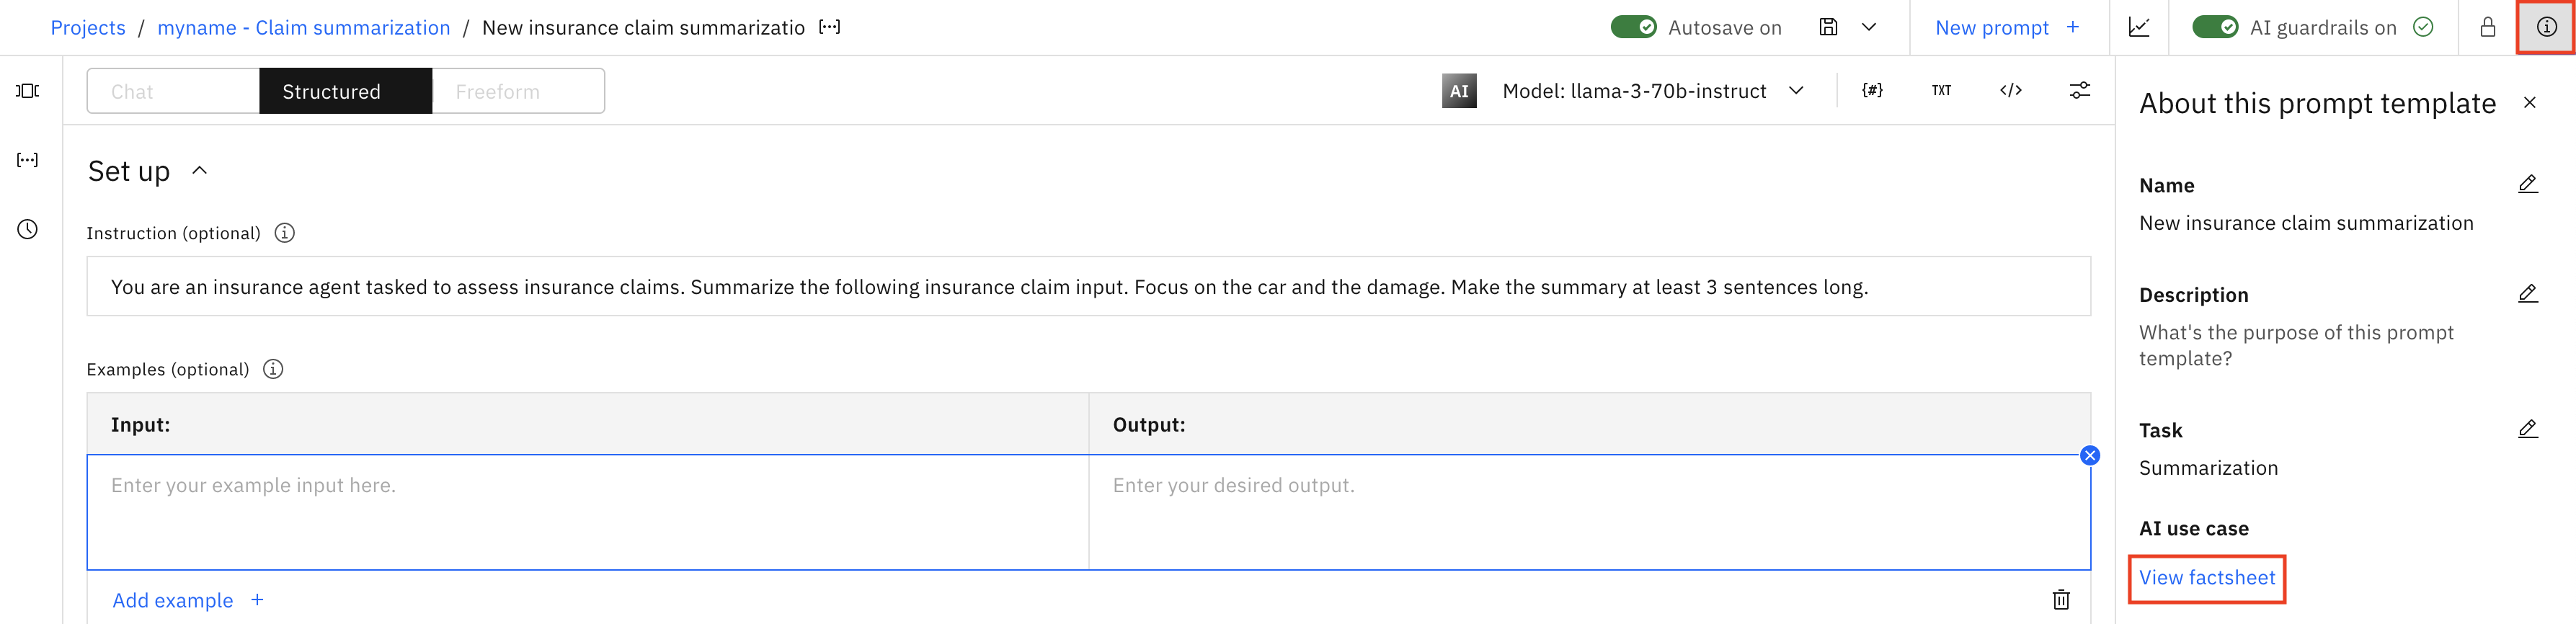 Projects / myname - Claim summarization / New insurance claim summarizatio [...]
Autosave on
New prompt +
AI guardrails on
Chat
Structured
Freeform
AI
Model: llama-3-70b-instruct
{#}
TXT
</>
Set up
Instruction (optional)
You are an insurance agent tasked to assess insurance claims. Summarize the following insurance claim input. Focus on the car and the damage. Make the summary at least 3 sentences long.
Examples (optional)
Input:
Output:
Enter your example input here.
Enter your desired output.
Add example +
About this prompt template
Name
New insurance claim summarization
Description
What's the purpose of this prompt
template?
Task
Summarization
AI use case
View factsheet